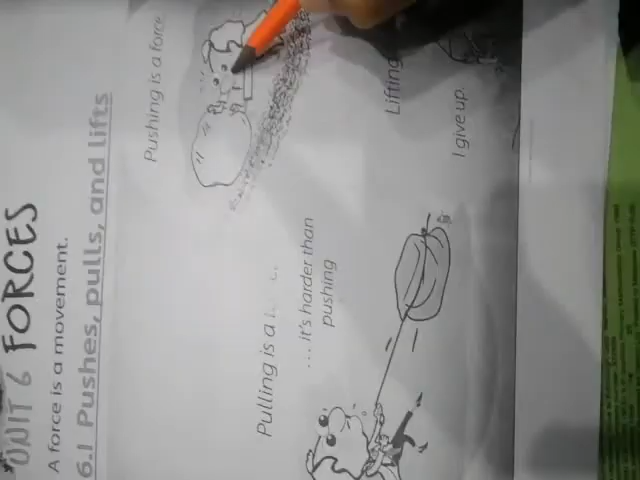 UNIT 6 FORCES
A force is a movement.
6.1 Pushes, pulls, and lifts
Pushing is a force
Pulling is a
....it's harder than
pushing
Lifting
I give up.